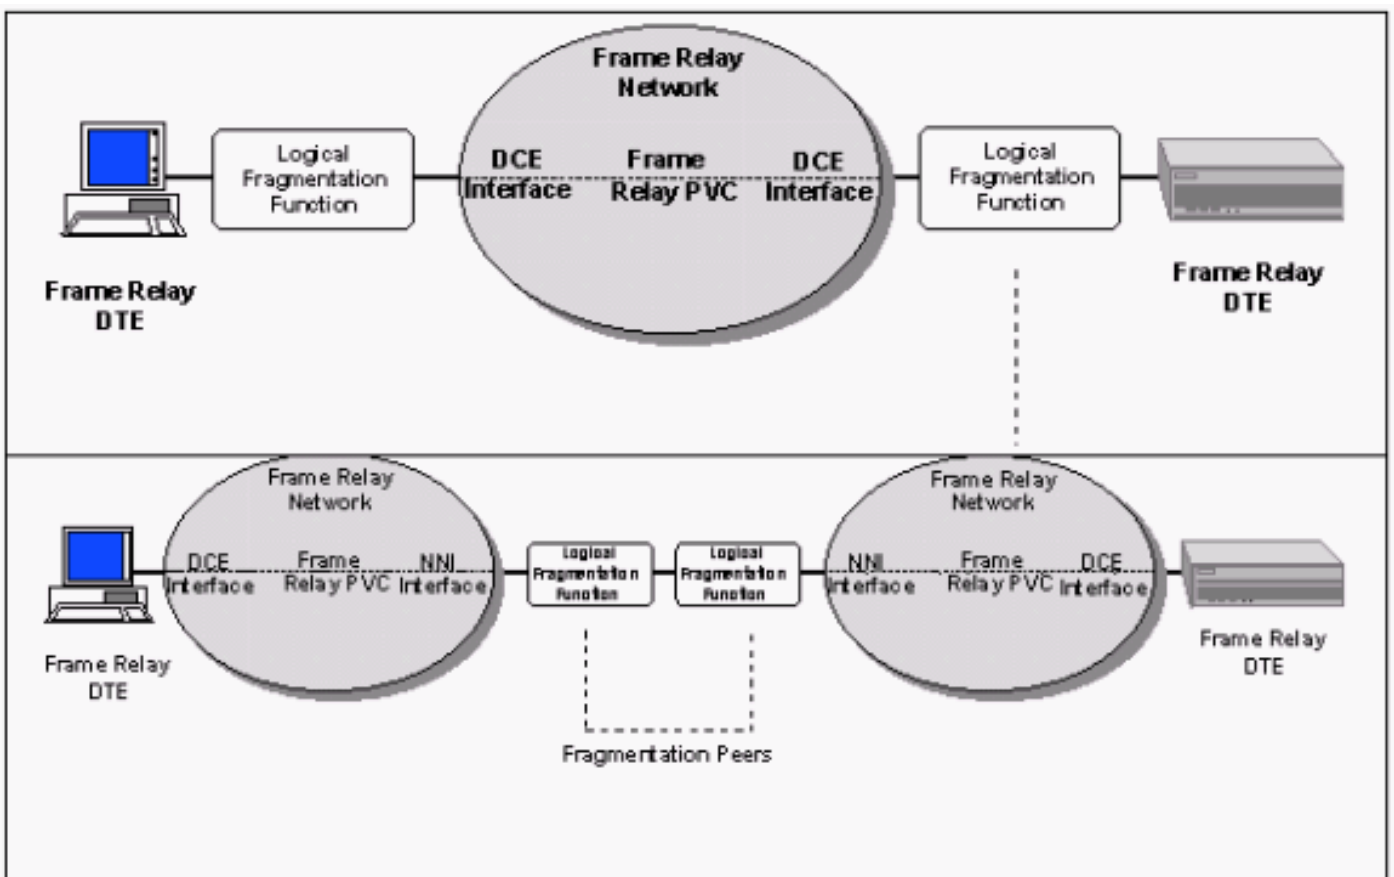 Frame Relay
Network
Logical
Fragmentation
Function
DCE
Interface
Frame
Relay PVC
DCE
Interface
Logical
Fragmentation
Function
Frame Relay
DTE
Frame Relay
DTE
Frame Relay
Network
Frame Relay
Network
DCE
Interface
Frame
Relay PVC
NNI
Interface
Logical
Fragmentation
Function
Logical
Fragmentation
Function
NNI
Interface
Frame
Relay PVC
DCE
Interface
Frame Relay
DTE
Frame Relay
DTE
Fragmentation Peers